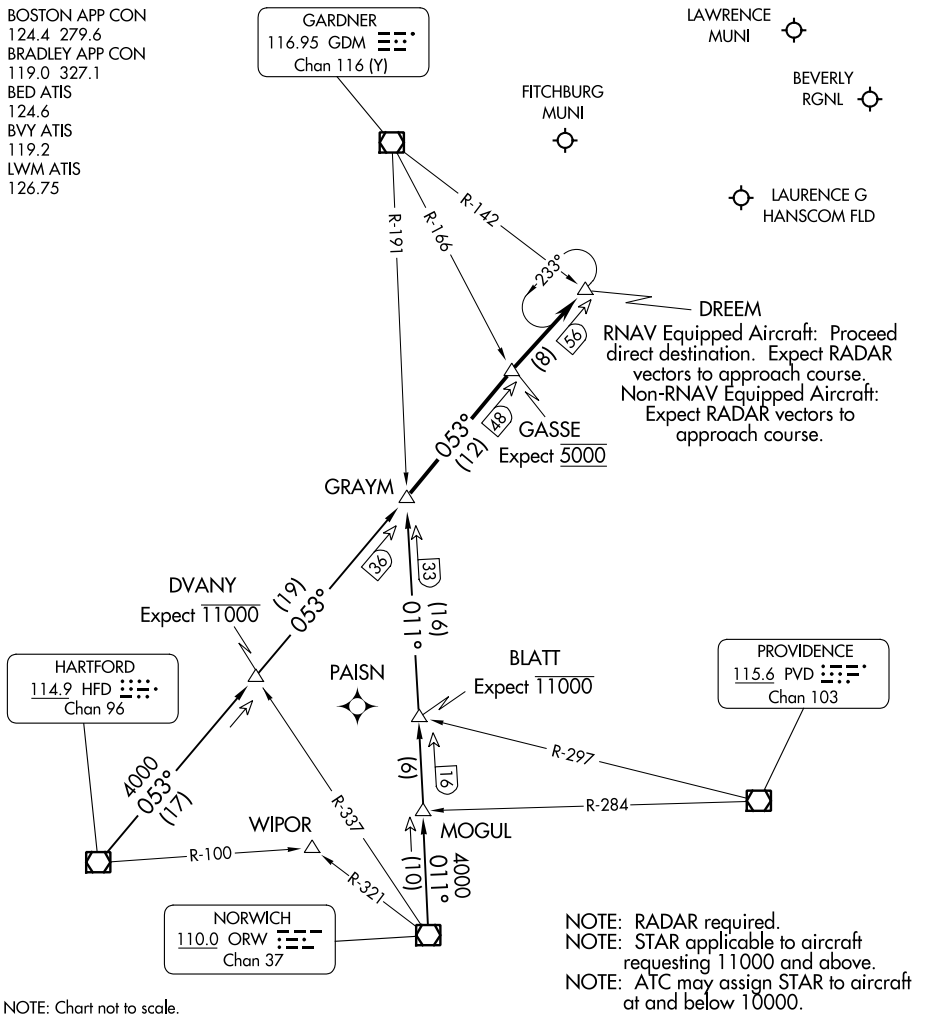 BOSTON APP CON
124.4 279.6
BRADLEY APP CON
119.0 327.1
BED ATIS
124.6
BVY ATIS
119.2
LWM ATIS
126.75
GARDNER
116.95 GDM
Chan 116 (Y)
LAWRENCE
MUNI
BEVERLY
RGNL
FITCHBURG
MUNI
LAURENCE G
HANSCOM FLD
R-191
R-166
R-142
233°
DREEM
RNAV Equipped Aircraft: Proceed
direct destination. Expect RADAR
vectors to approach course.
Non-RNAV Equipped Aircraft:
Expect RADAR vectors to
approach course.
(8)
56
GASSE
Expect 5000
48
053°
(12)
GRAYM
36
33
(19)
053°
(16)
011°
DVANY
Expect 11000
HARTFORD
114.9 HFD
Chan 96
PAISN
BLATT
Expect 11000
PROVIDENCE
115.6 PVD
Chan 103
R-297
(6)
16
4000
053°
(17)
R-337
R-284
MOGUL
WIPOR
R-100
R-321
(10)
4000
011°
NORWICH
110.0 ORW
Chan 37
NOTE: RADAR required.
NOTE: STAR applicable to aircraft
requesting 11000 and above.
NOTE: ATC may assign STAR to aircraft
at and below 10000.
NOTE: Chart not to scale.